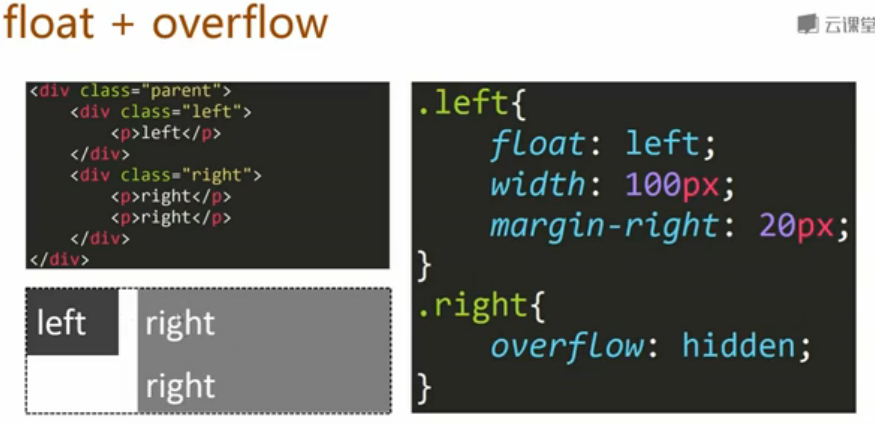 float + overflow
云课堂
<div class="parent">
    <div class="left">
        <p>left</p>
    </div>
    <div class="right">
        <p>right</p>
        <p>right</p>
    </div>
</div>
left
right
right
.left{
    float: left;
    width: 100px;
    margin-right: 20px;
}
.right{
    overflow: hidden;
}